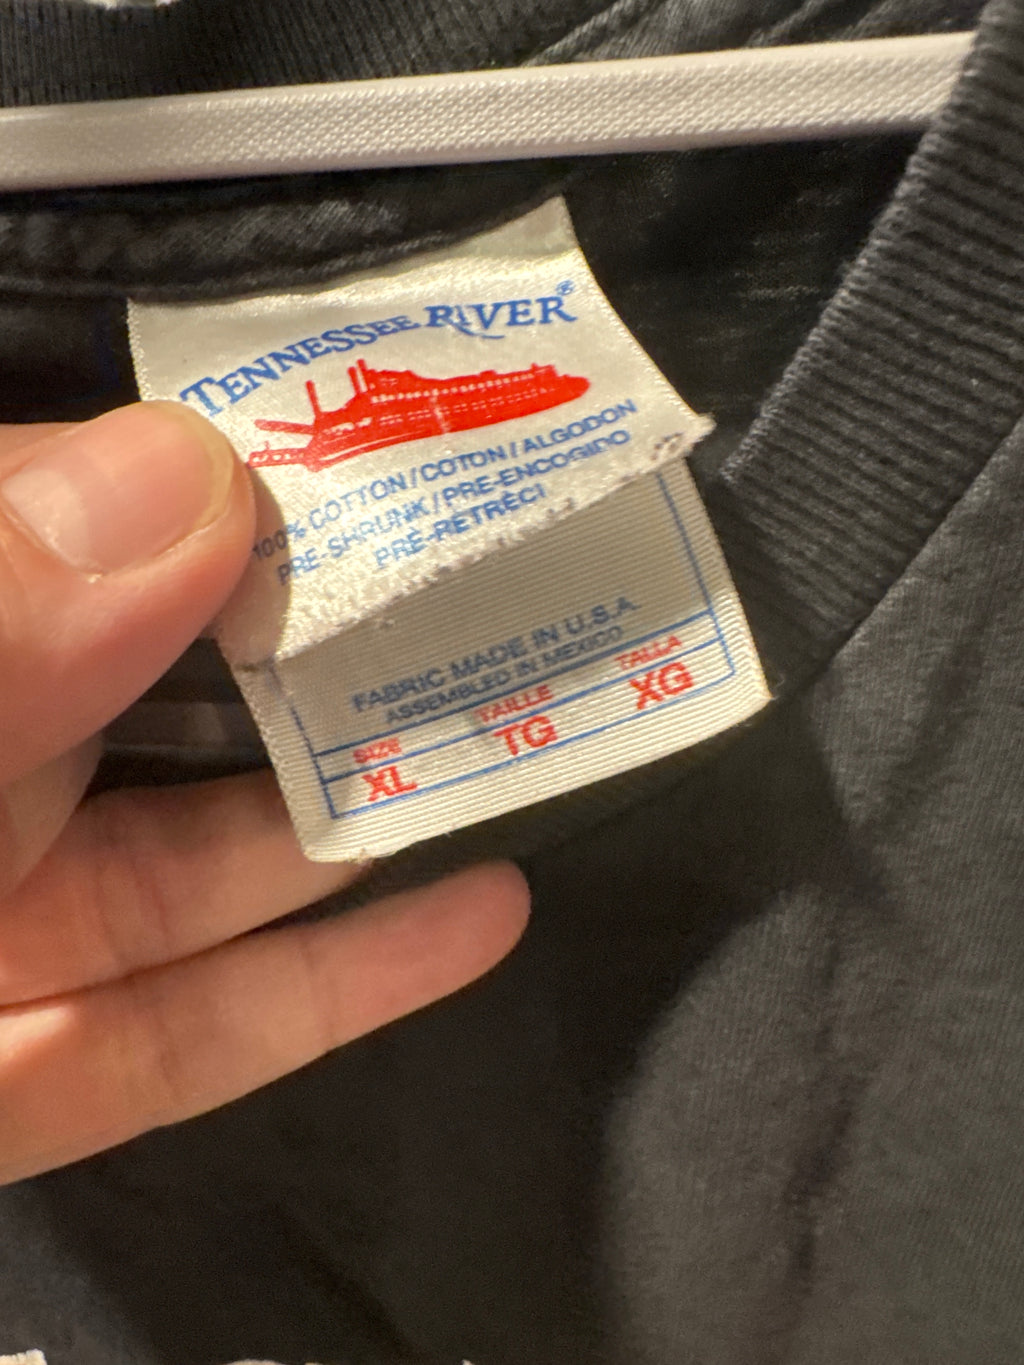 TENNESSEE RIVER®
100% COTTON/COTON/ALGODON
PRE-SHRUNK/PRE-ENCOGIDO
PRÉ-RETRÉCI
FABRIC MADE IN U.S.A.
ASSEMBLED IN MEXICO
SIZE TAILLE TALLA
XL TG XG